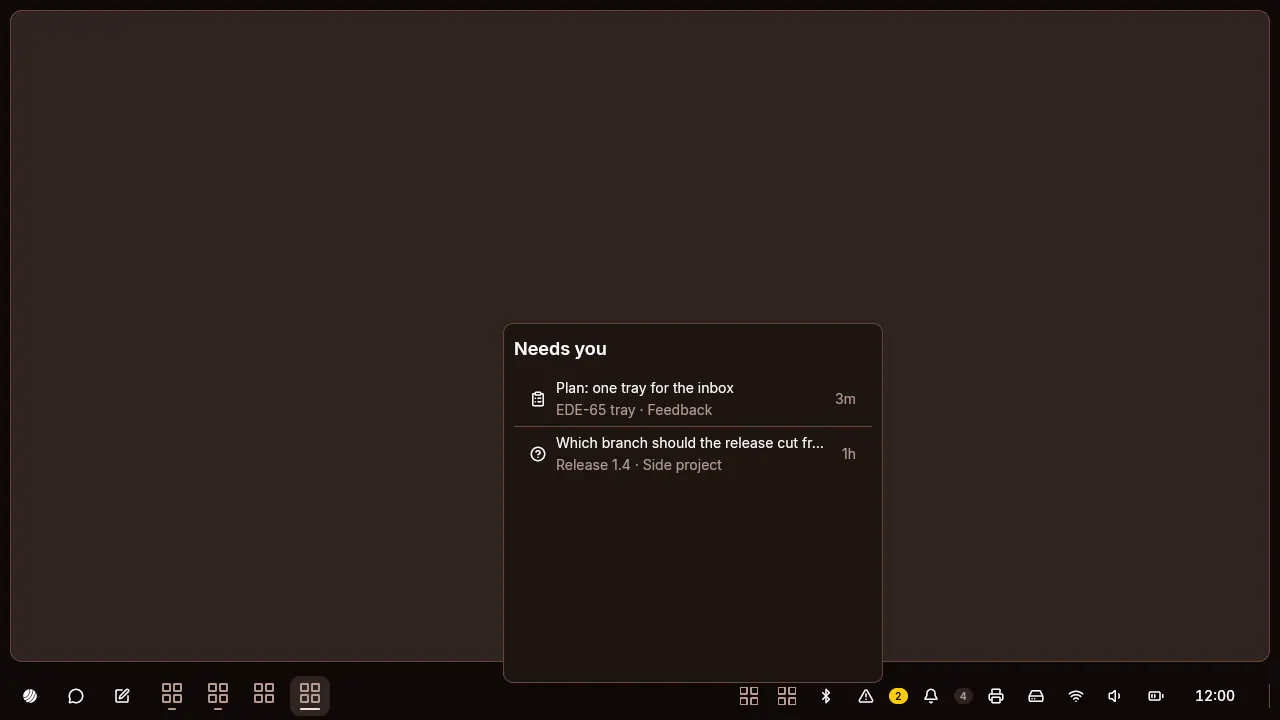 Needs you
Plan: one tray for the inbox
3m
EDE-65 tray · Feedback
Which branch should the release cut fr...
1h
Release 1.4 · Side project
2
4
12:00